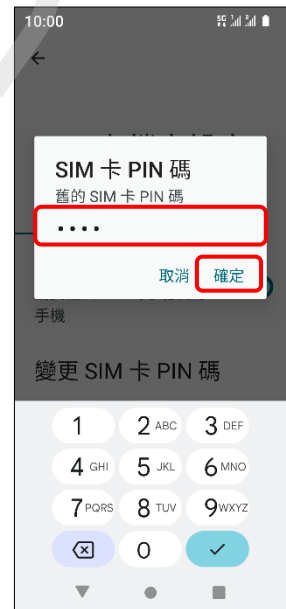 10:00
SIM 卡 PIN 碼
舊的 SIM 卡 PIN 碼
••••
取消 確定
手機
變更 SIM 卡 PIN 碼
1 2 ABC 3 DEF
4 GHI 5 JKL 6 MNO
7 PQRS 8 TUV 9 WXYZ
0